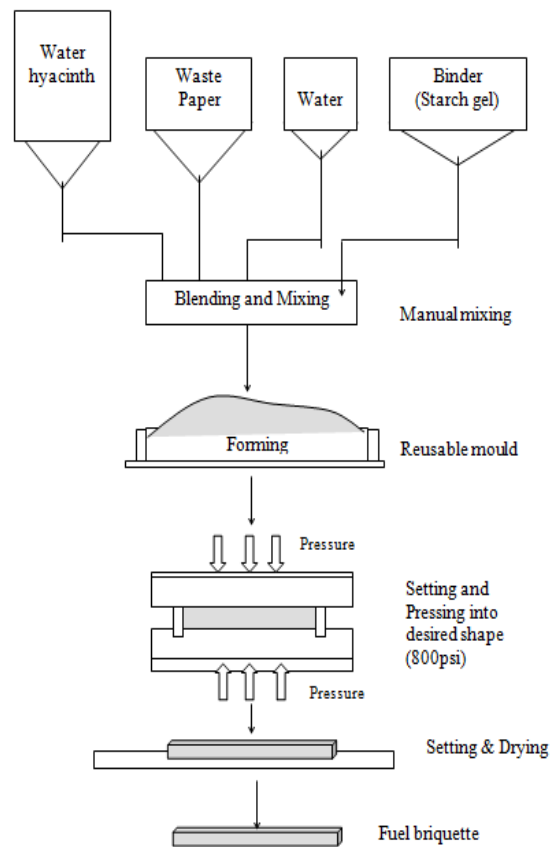 Water
hyacinth
Waste
Paper
Water
Binder
(Starch gel)
Blending and Mixing
Manual mixing
Forming
Reusable mould
Pressure
Setting and
Pressing into
desired shape
(800psi)
Pressure
Setting & Drying
Fuel briquette